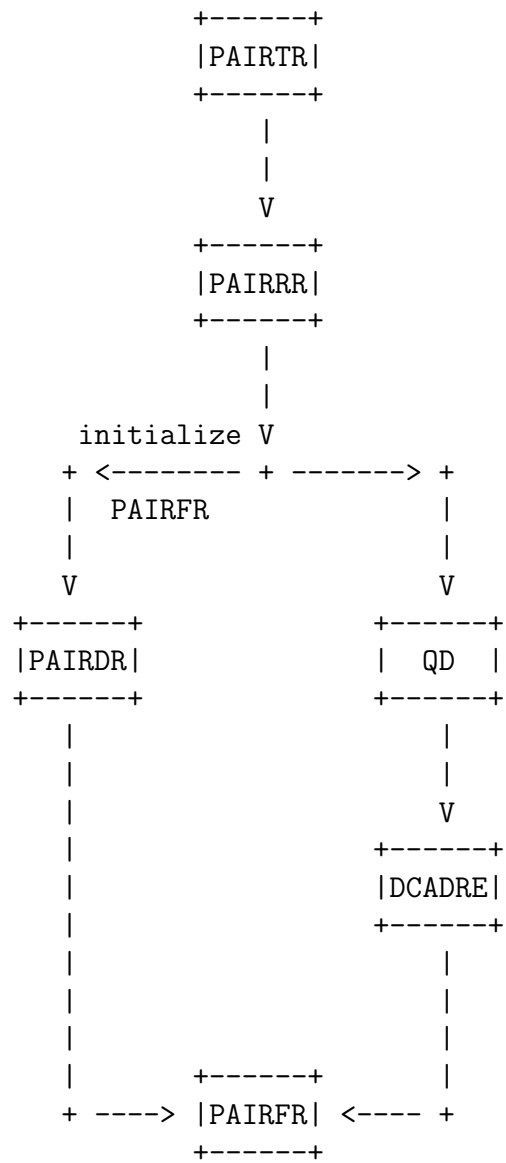 +------+
|PAIRTR|
+------+
|
|
V
+------+
|PAIRRR|
+------+
|
|
initialize V
+ <-------- + -------> +
| PAIRFR |
| |
V V
+------+ +------+
|PAIRDR| | QD |
+------+ +------+
| |
| |
| V
| +------+
| |DCADRE|
| +------+
| |
| |
| |
| +------+ |
+ ----> |PAIRFR| <---- +
+------+